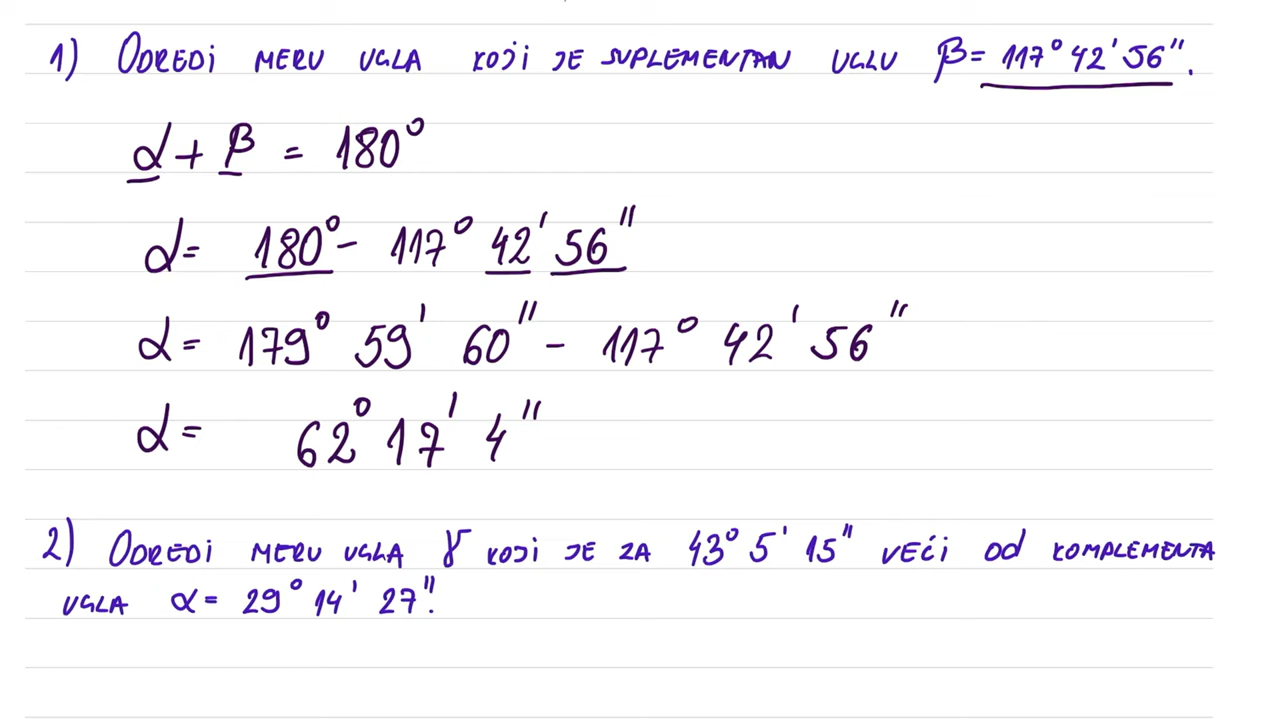 1) ODREDI MERU UGLA KOJI JE SUPLEMENTAN UGLU β = 117° 42' 56".
α + β = 180°
α = 180° - 117° 42' 56"
α = 179° 59' 60" - 117° 42' 56"
α = 62° 17' 4"
2) ODREDI MERU UGLA γ KOJI JE ZA 43° 5' 15" VEĆI OD KOMPLEMENTA
UGLA α = 29° 14' 27".